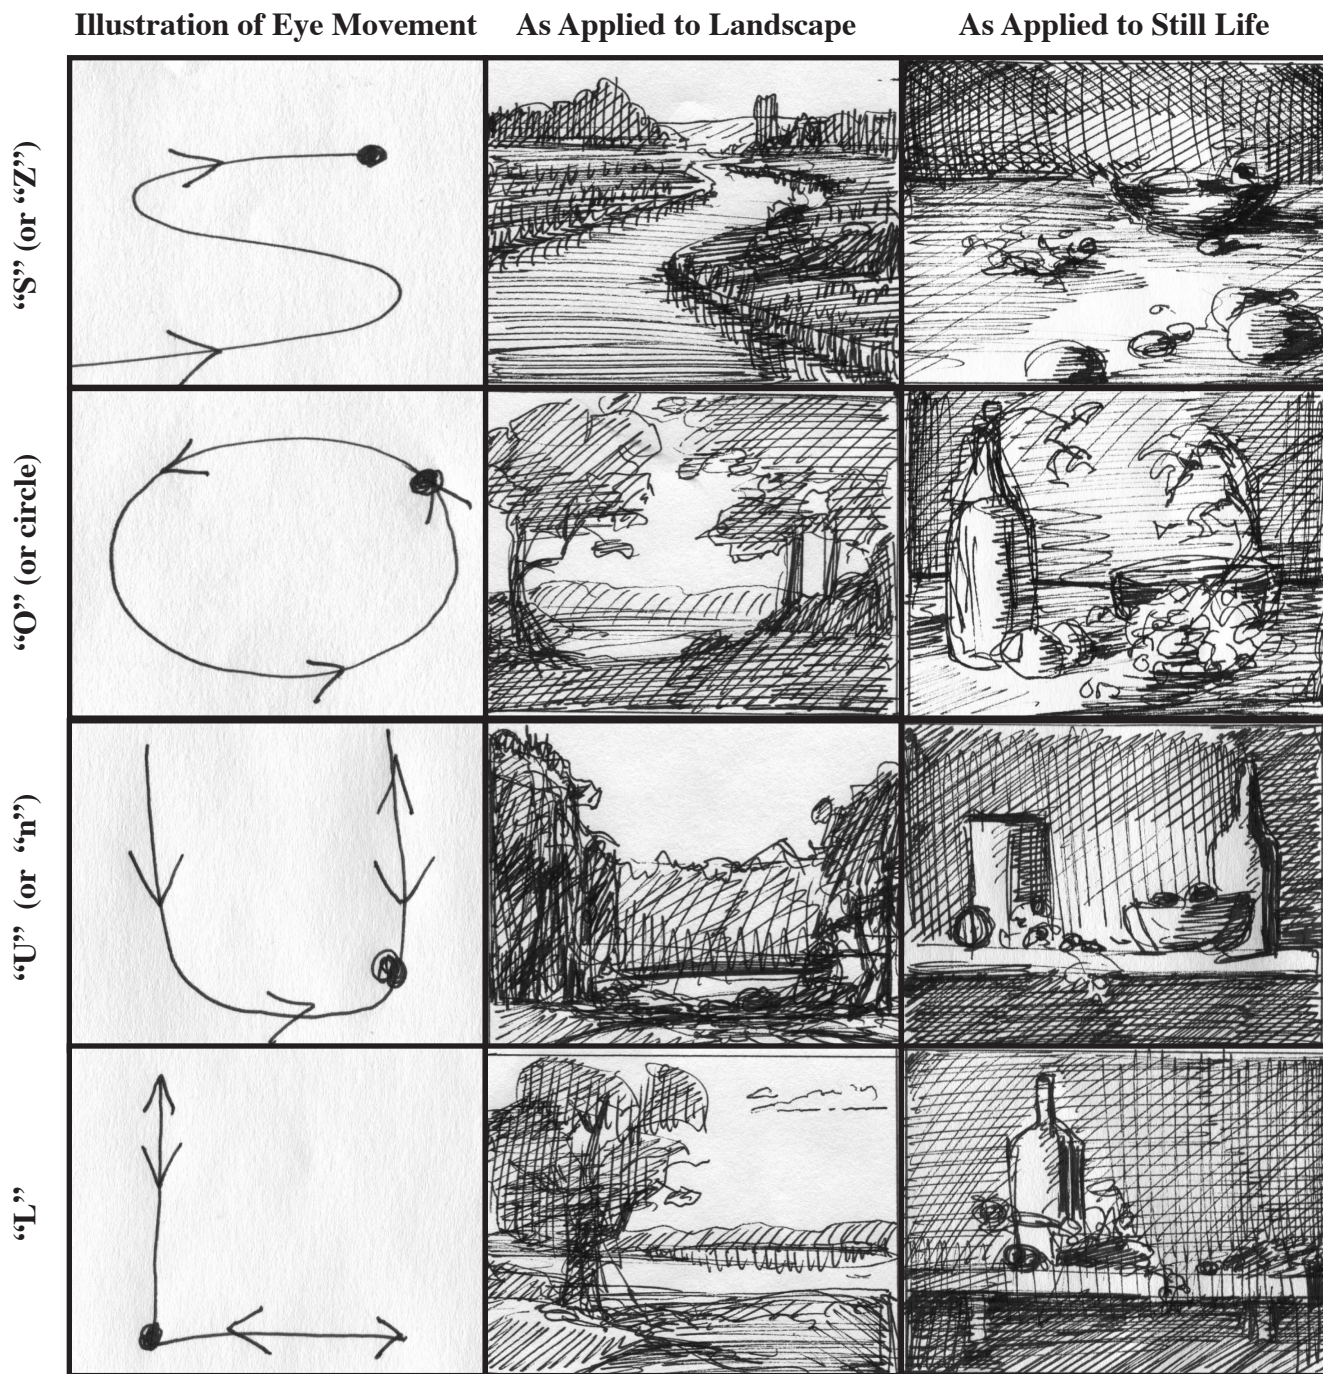 Illustration of Eye Movement As Applied to Landscape As Applied to Still Life
“S” (or “Z”)
“O” (or circle)
“U” (or “n”)
“L”